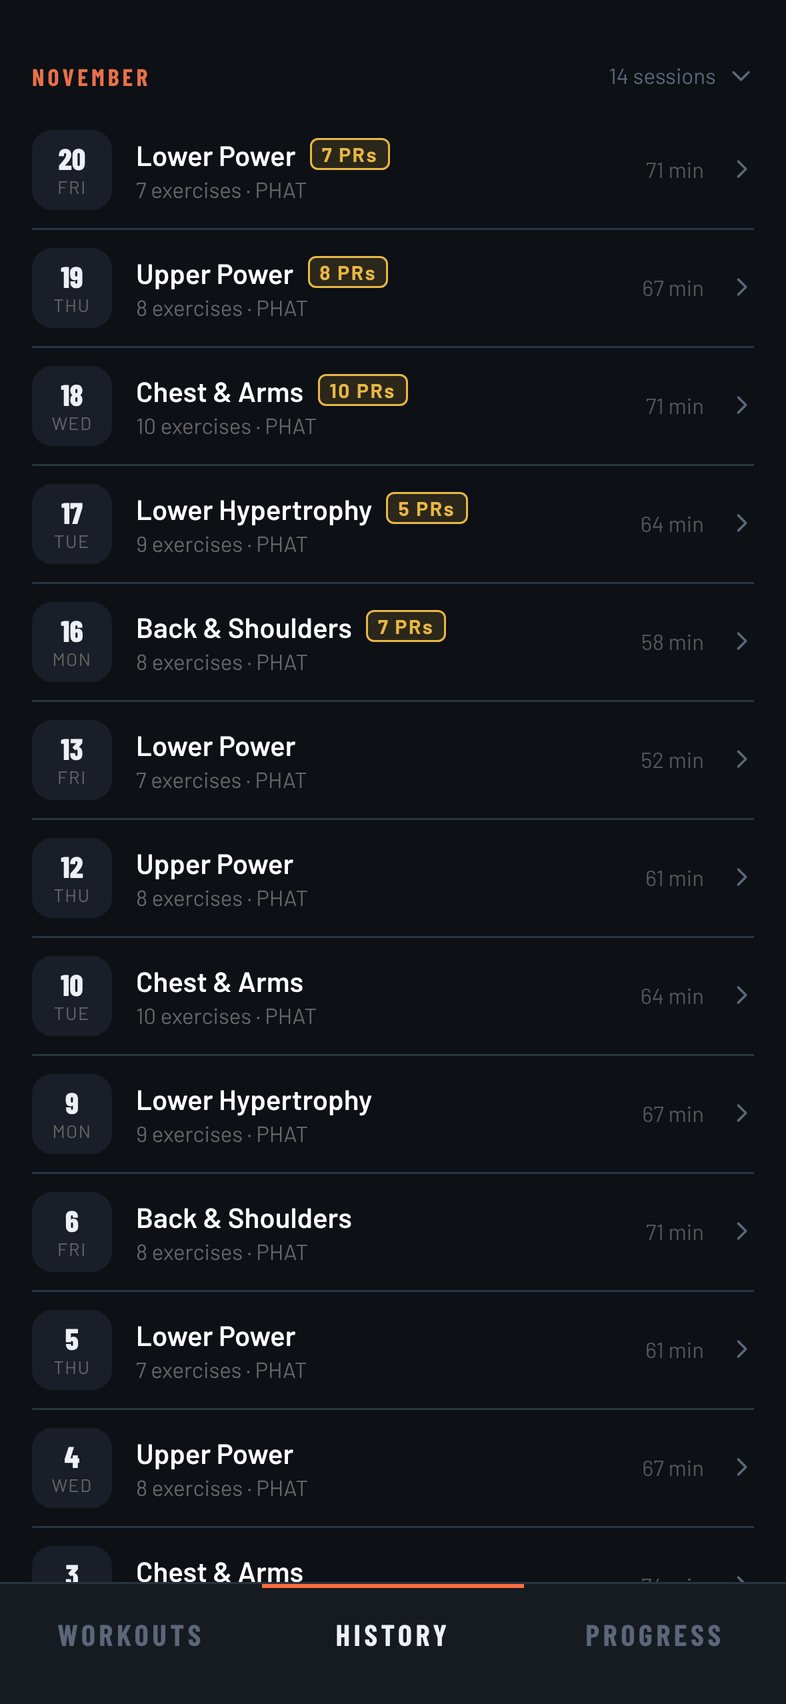 NOVEMBER 14 sessions
20 Lower Power 7 PRs
FRI 7 exercises · PHAT 71 min
19 Upper Power 8 PRs
THU 8 exercises · PHAT 67 min
18 Chest & Arms 10 PRs
WED 10 exercises · PHAT 71 min
17 Lower Hypertrophy 5 PRs
TUE 9 exercises · PHAT 64 min
16 Back & Shoulders 7 PRs
MON 8 exercises · PHAT 58 min
13 Lower Power
FRI 7 exercises · PHAT 52 min
12 Upper Power
THU 8 exercises · PHAT 61 min
10 Chest & Arms
TUE 10 exercises · PHAT 64 min
9 Lower Hypertrophy
MON 9 exercises · PHAT 67 min
6 Back & Shoulders
FRI 8 exercises · PHAT 71 min
5 Lower Power
THU 7 exercises · PHAT 61 min
4 Upper Power
WED 8 exercises · PHAT 67 min
3 Chest & Arms
WORKOUTS HISTORY PROGRESS